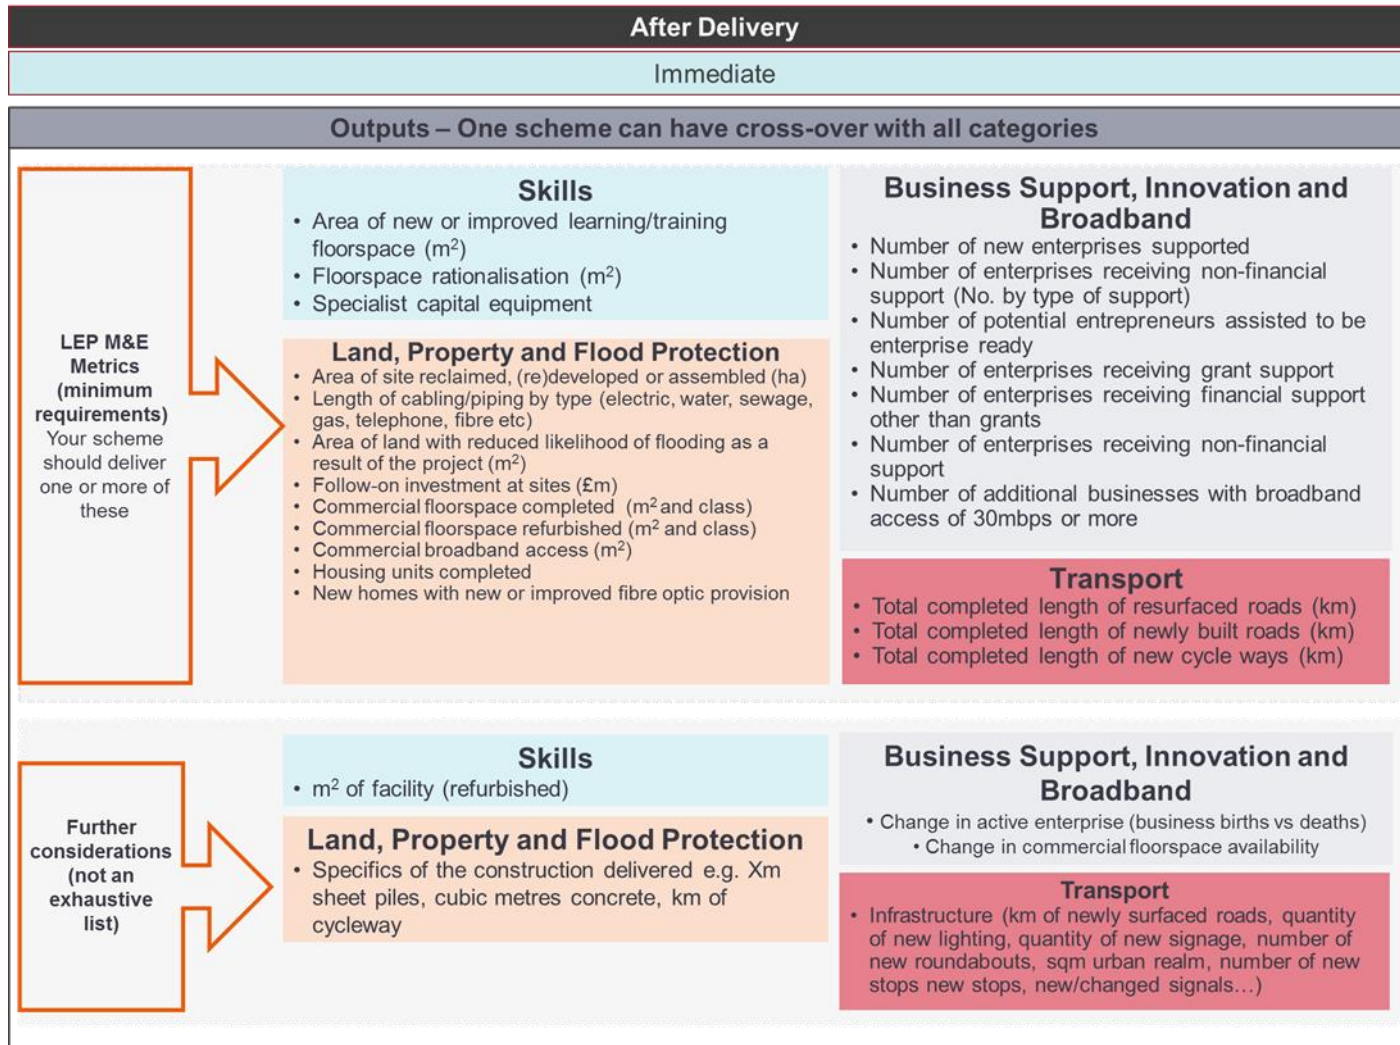 After Delivery
Immediate
Outputs – One scheme can have cross-over with all categories
LEP M&E
Metrics
(minimum
requirements)
Your scheme
should deliver
one or more of
these
Skills
• Area of new or improved learning/training
floorspace (m²)
• Floorspace rationalisation (m²)
• Specialist capital equipment
Land, Property and Flood Protection
• Area of site reclaimed, (re)developed or assembled (ha)
• Length of cabling/piping by type (electric, water, sewage,
gas, telephone, fibre etc)
• Area of land with reduced likelihood of flooding as a
result of the project (m²)
• Follow-on investment at sites (£m)
• Commercial floorspace completed (m² and class)
• Commercial floorspace refurbished (m² and class)
• Commercial broadband access (m²)
• Housing units completed
• New homes with new or improved fibre optic provision
Business Support, Innovation and
Broadband
• Number of new enterprises supported
• Number of enterprises receiving non-financial
support (No. by type of support)
• Number of potential entrepreneurs assisted to be
enterprise ready
• Number of enterprises receiving grant support
• Number of enterprises receiving financial support
other than grants
• Number of enterprises receiving non-financial
support
• Number of additional businesses with broadband
access of 30mbps or more
Transport
• Total completed length of resurfaced roads (km)
• Total completed length of newly built roads (km)
• Total completed length of new cycle ways (km)
Further
considerations
(not an
exhaustive
list)
Skills
• m² of facility (refurbished)
Land, Property and Flood Protection
• Specifics of the construction delivered e.g. Xm
sheet piles, cubic metres concrete, km of
cycleway
Business Support, Innovation and
Broadband
• Change in active enterprise (business births vs deaths)
• Change in commercial floorspace availability
Transport
• Infrastructure (km of newly surfaced roads, quantity
of new lighting, quantity of new signage, number of
new roundabouts, sqm urban realm, number of new
stops new stops, new/changed signals…)